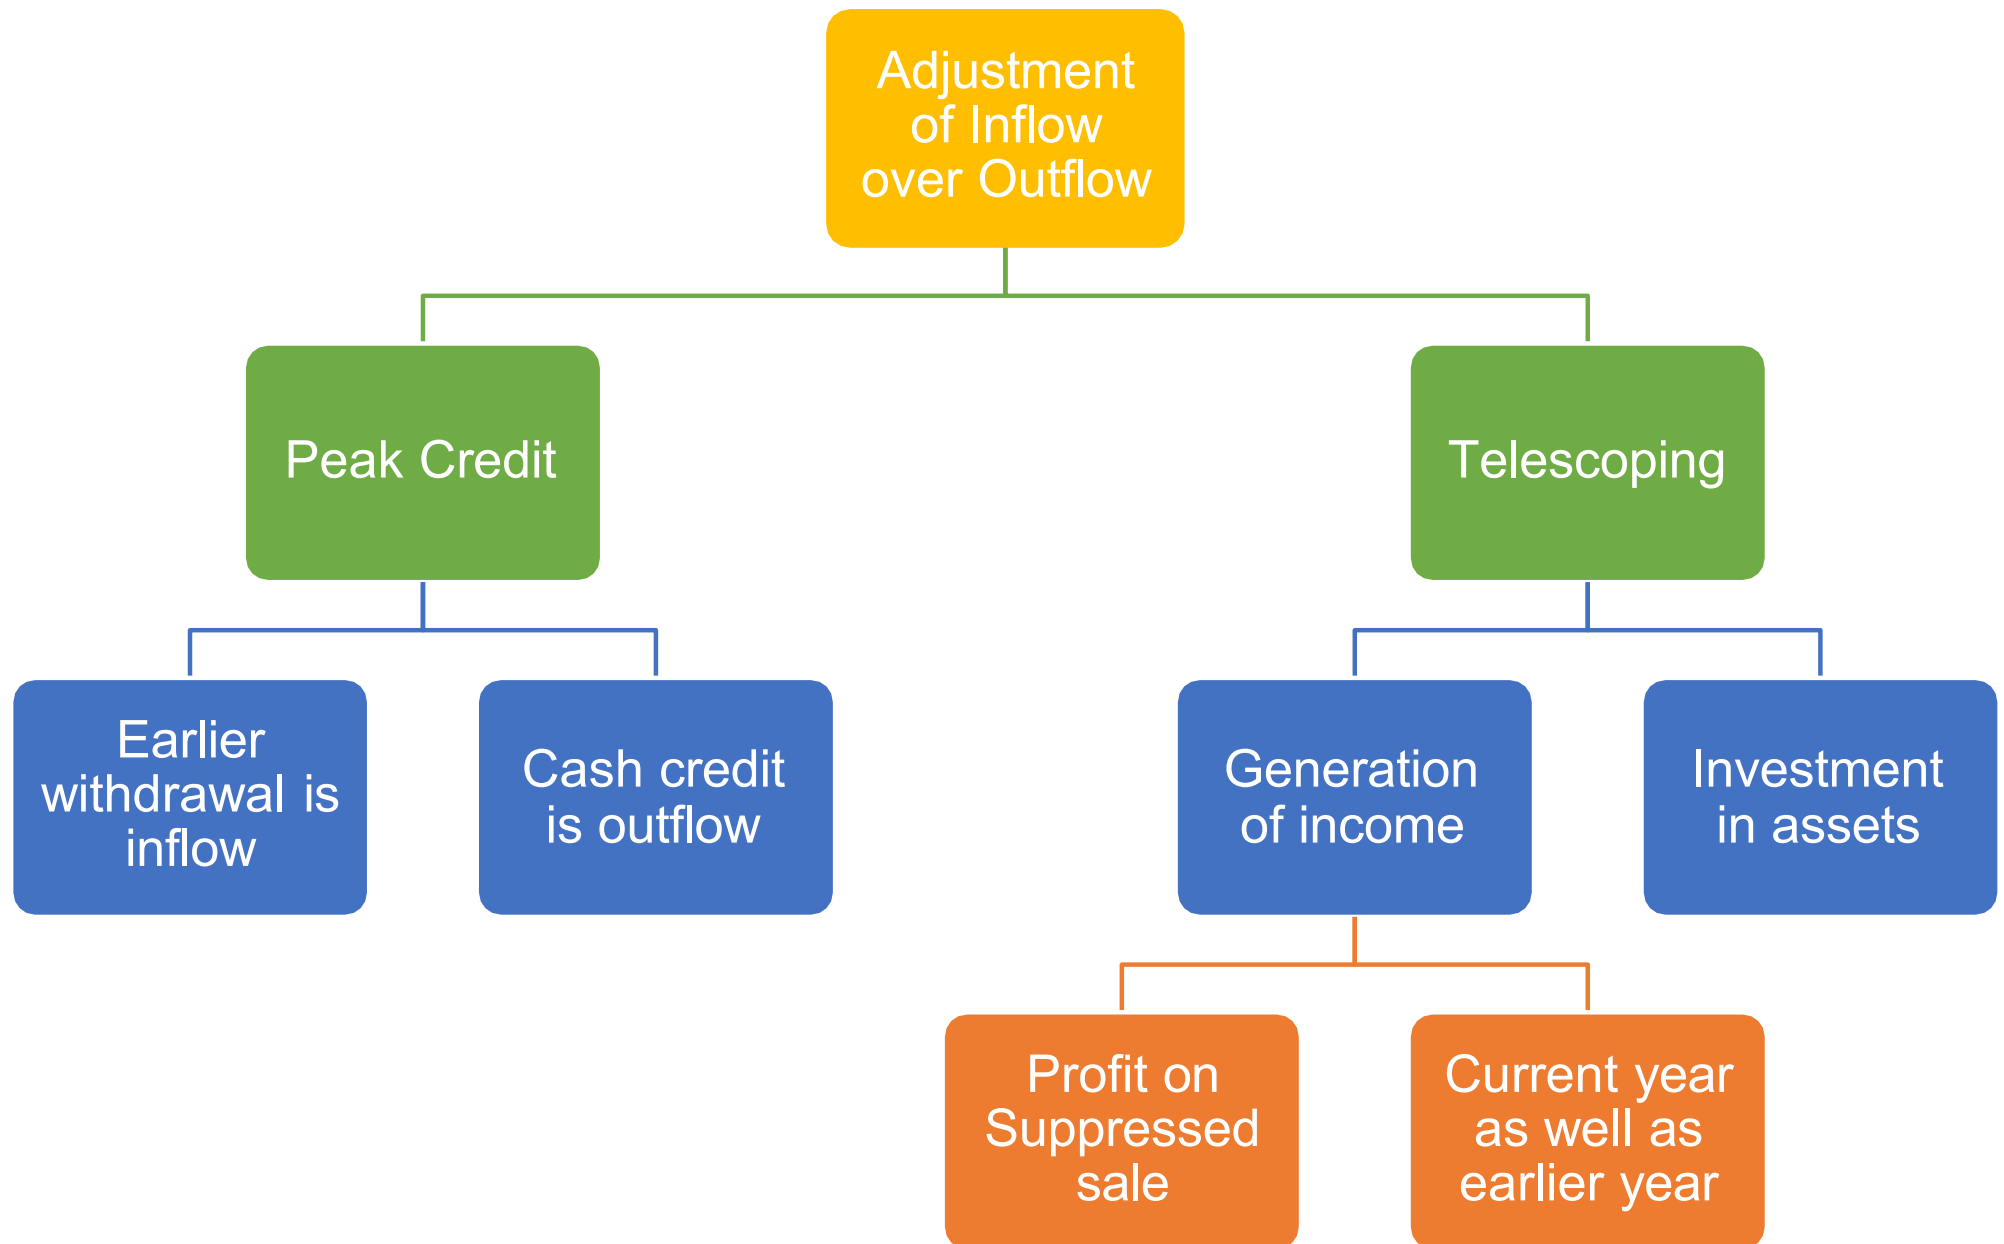 Adjustment
of Inflow
over Outflow
Peak Credit
Telescoping
Earlier
withdrawal is
inflow
Cash credit
is outflow
Generation
of income
Investment
in assets
Profit on
Suppressed
sale
Current year
as well as
earlier year